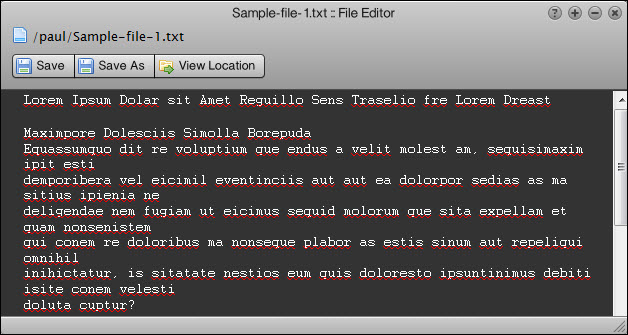 Sample-file-1.txt :: File Editor
/paul/Sample-file-1.txt
Save Save As View Location
Lorem Ipsum Dolar sit Amet Reguillo Sens Traselio fre Lorem Dreast
Maximpore Dolesciis Simolla Borepuda
Equassumquo dit re voluptium que endus a velit molest am, sequisimaxim
ipit esti
demporibera vel eicimil eventinciis aut aut ea dolorpor sedias as ma
sitius ipienia ne
deligendae nem fugiam ut eicimus sequid molorum que sita expellam et
quam nonsenistem
qui conem re doloribus ma nonseque plabor as estis sinum aut repeliqui
omnihil
inihictatur, is sitatate nestios eum quis doloresto ipsuntinimus debiti
isite conem velesti
doluta cuptur?